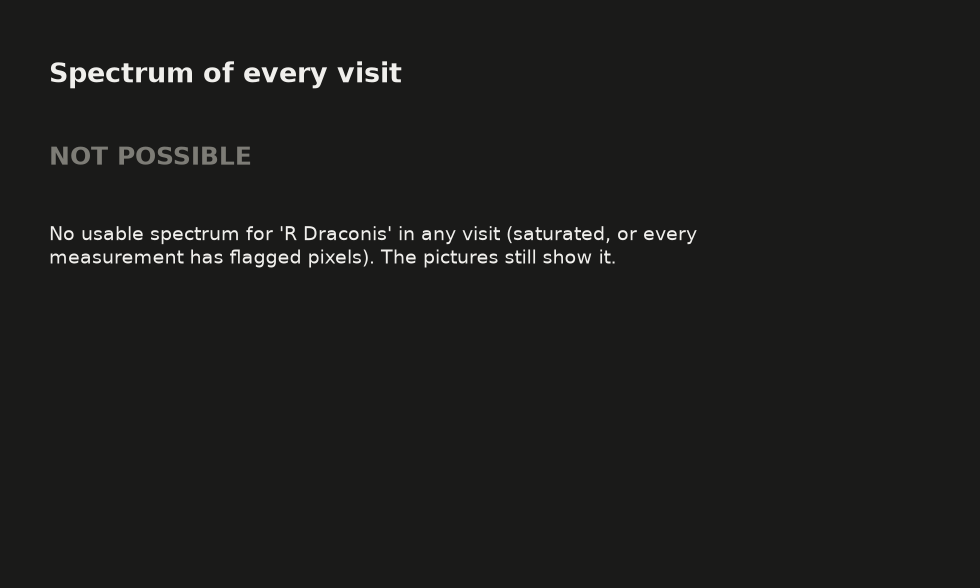 Spectrum of every visit
NOT POSSIBLE
No usable spectrum for 'R Draconis' in any visit (saturated, or every
measurement has flagged pixels). The pictures still show it.